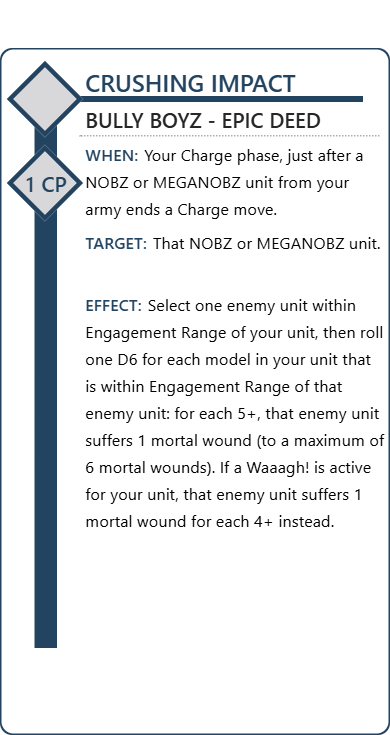 CRUSHING IMPACT
BULLY BOYZ - EPIC DEED
WHEN: Your Charge phase, just after a
1 CP
NOBZ or MEGANOBZ unit from your
army ends a Charge move.
TARGET: That NOBZ or MEGANOBZ unit.
EFFECT: Select one enemy unit within
Engagement Range of your unit, then roll
one D6 for each model in your unit that
is within Engagement Range of that
enemy unit: for each 5+, that enemy unit
suffers 1 mortal wound (to a maximum of
6 mortal wounds). If a Waaagh! is active
for your unit, that enemy unit suffers 1
mortal wound for each 4+ instead.